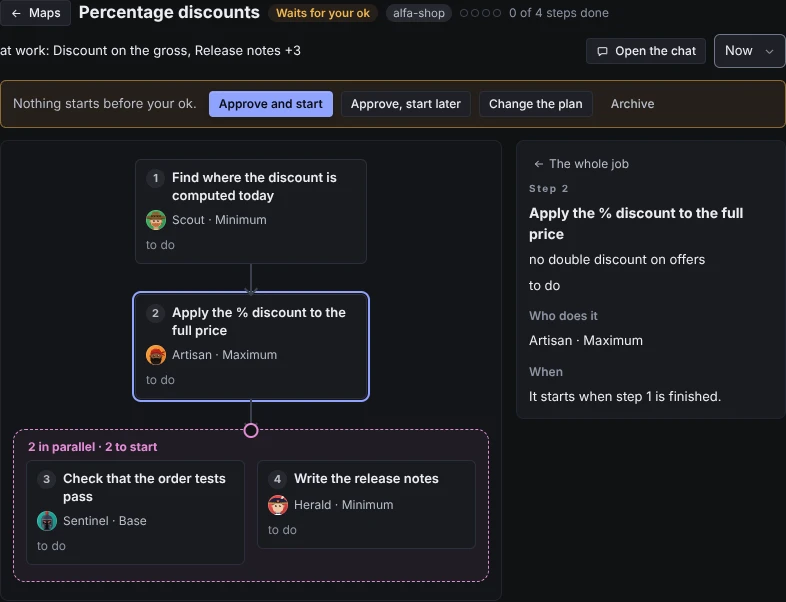 ← Maps
Percentage discounts
Waits for your ok
alfa-shop
0 of 4 steps done
at work: Discount on the gross, Release notes +3
Open the chat
Now
Nothing starts before your ok.
Approve and start
Approve, start later
Change the plan
Archive
1
Find where the discount is
computed today
Scout · Minimum
to do
2
Apply the % discount to the
full price
Artisan · Maximum
to do
2 in parallel · 2 to start
3
Check that the order tests
pass
Sentinel · Base
to do
4
Write the release notes
Herald · Minimum
to do
← The whole job
Step 2
Apply the % discount to the full
price
no double discount on offers
to do
Who does it
Artisan · Maximum
When
It starts when step 1 is finished.